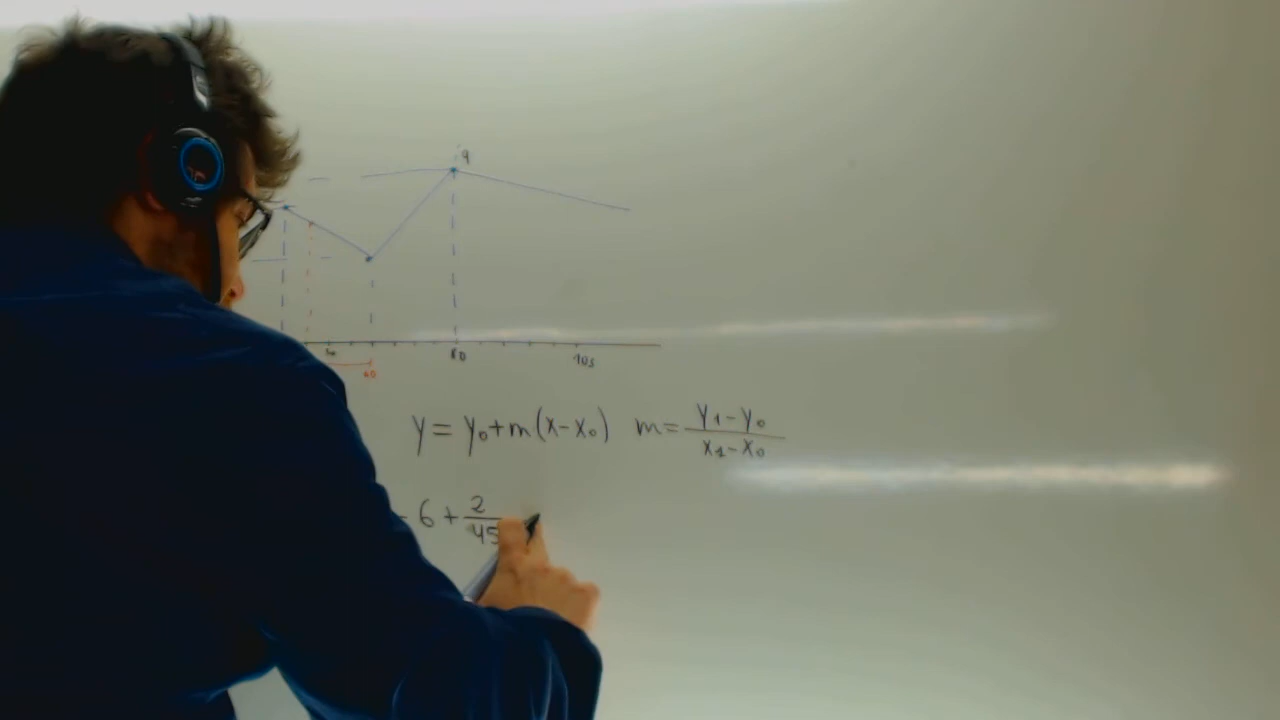 9
60
80
105
y = y₀ + m(x - x₀) m = (y₁ - y₀)/(x₁ - x₀)
6 + 2/45